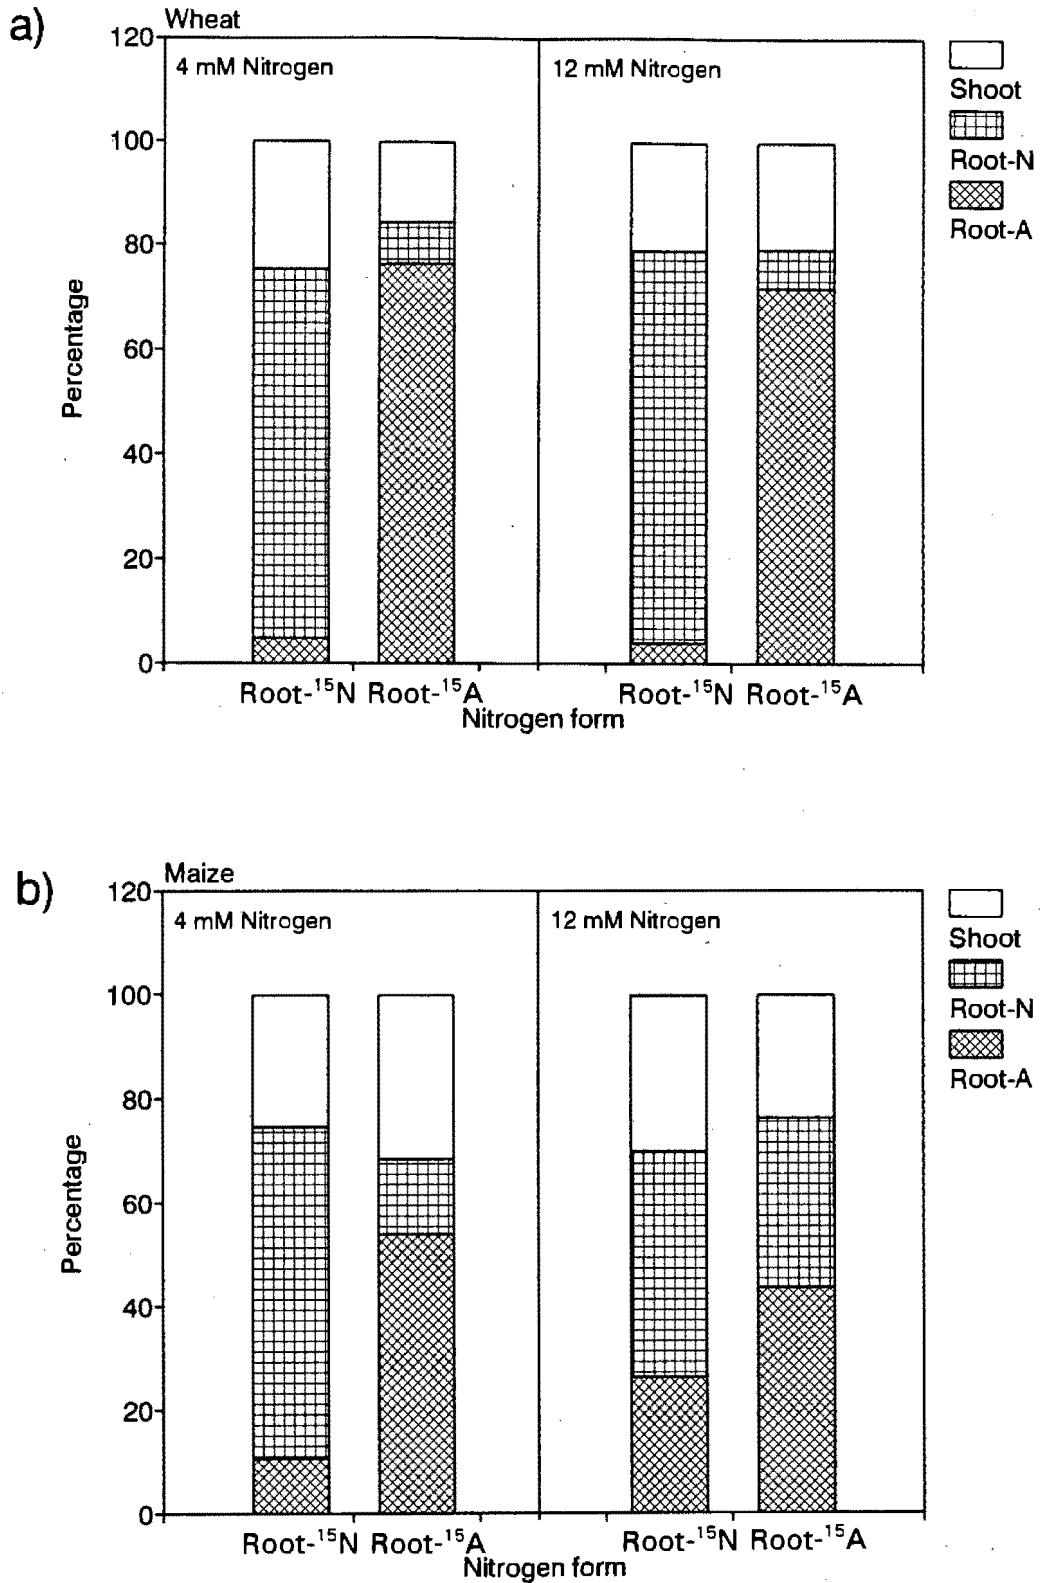 a)
Wheat
120
100
80
60
40
20
0
Percentage
4 mM Nitrogen
12 mM Nitrogen
Shoot
Root-N
Root-A
Root-¹⁵N Root-¹⁵A
Root-¹⁵N Root-¹⁵A
Nitrogen form
b)
Maize
120
100
80
60
40
20
0
Percentage
4 mM Nitrogen
12 mM Nitrogen
Shoot
Root-N
Root-A
Root-¹⁵N Root-¹⁵A
Root-¹⁵N Root-¹⁵A
Nitrogen form